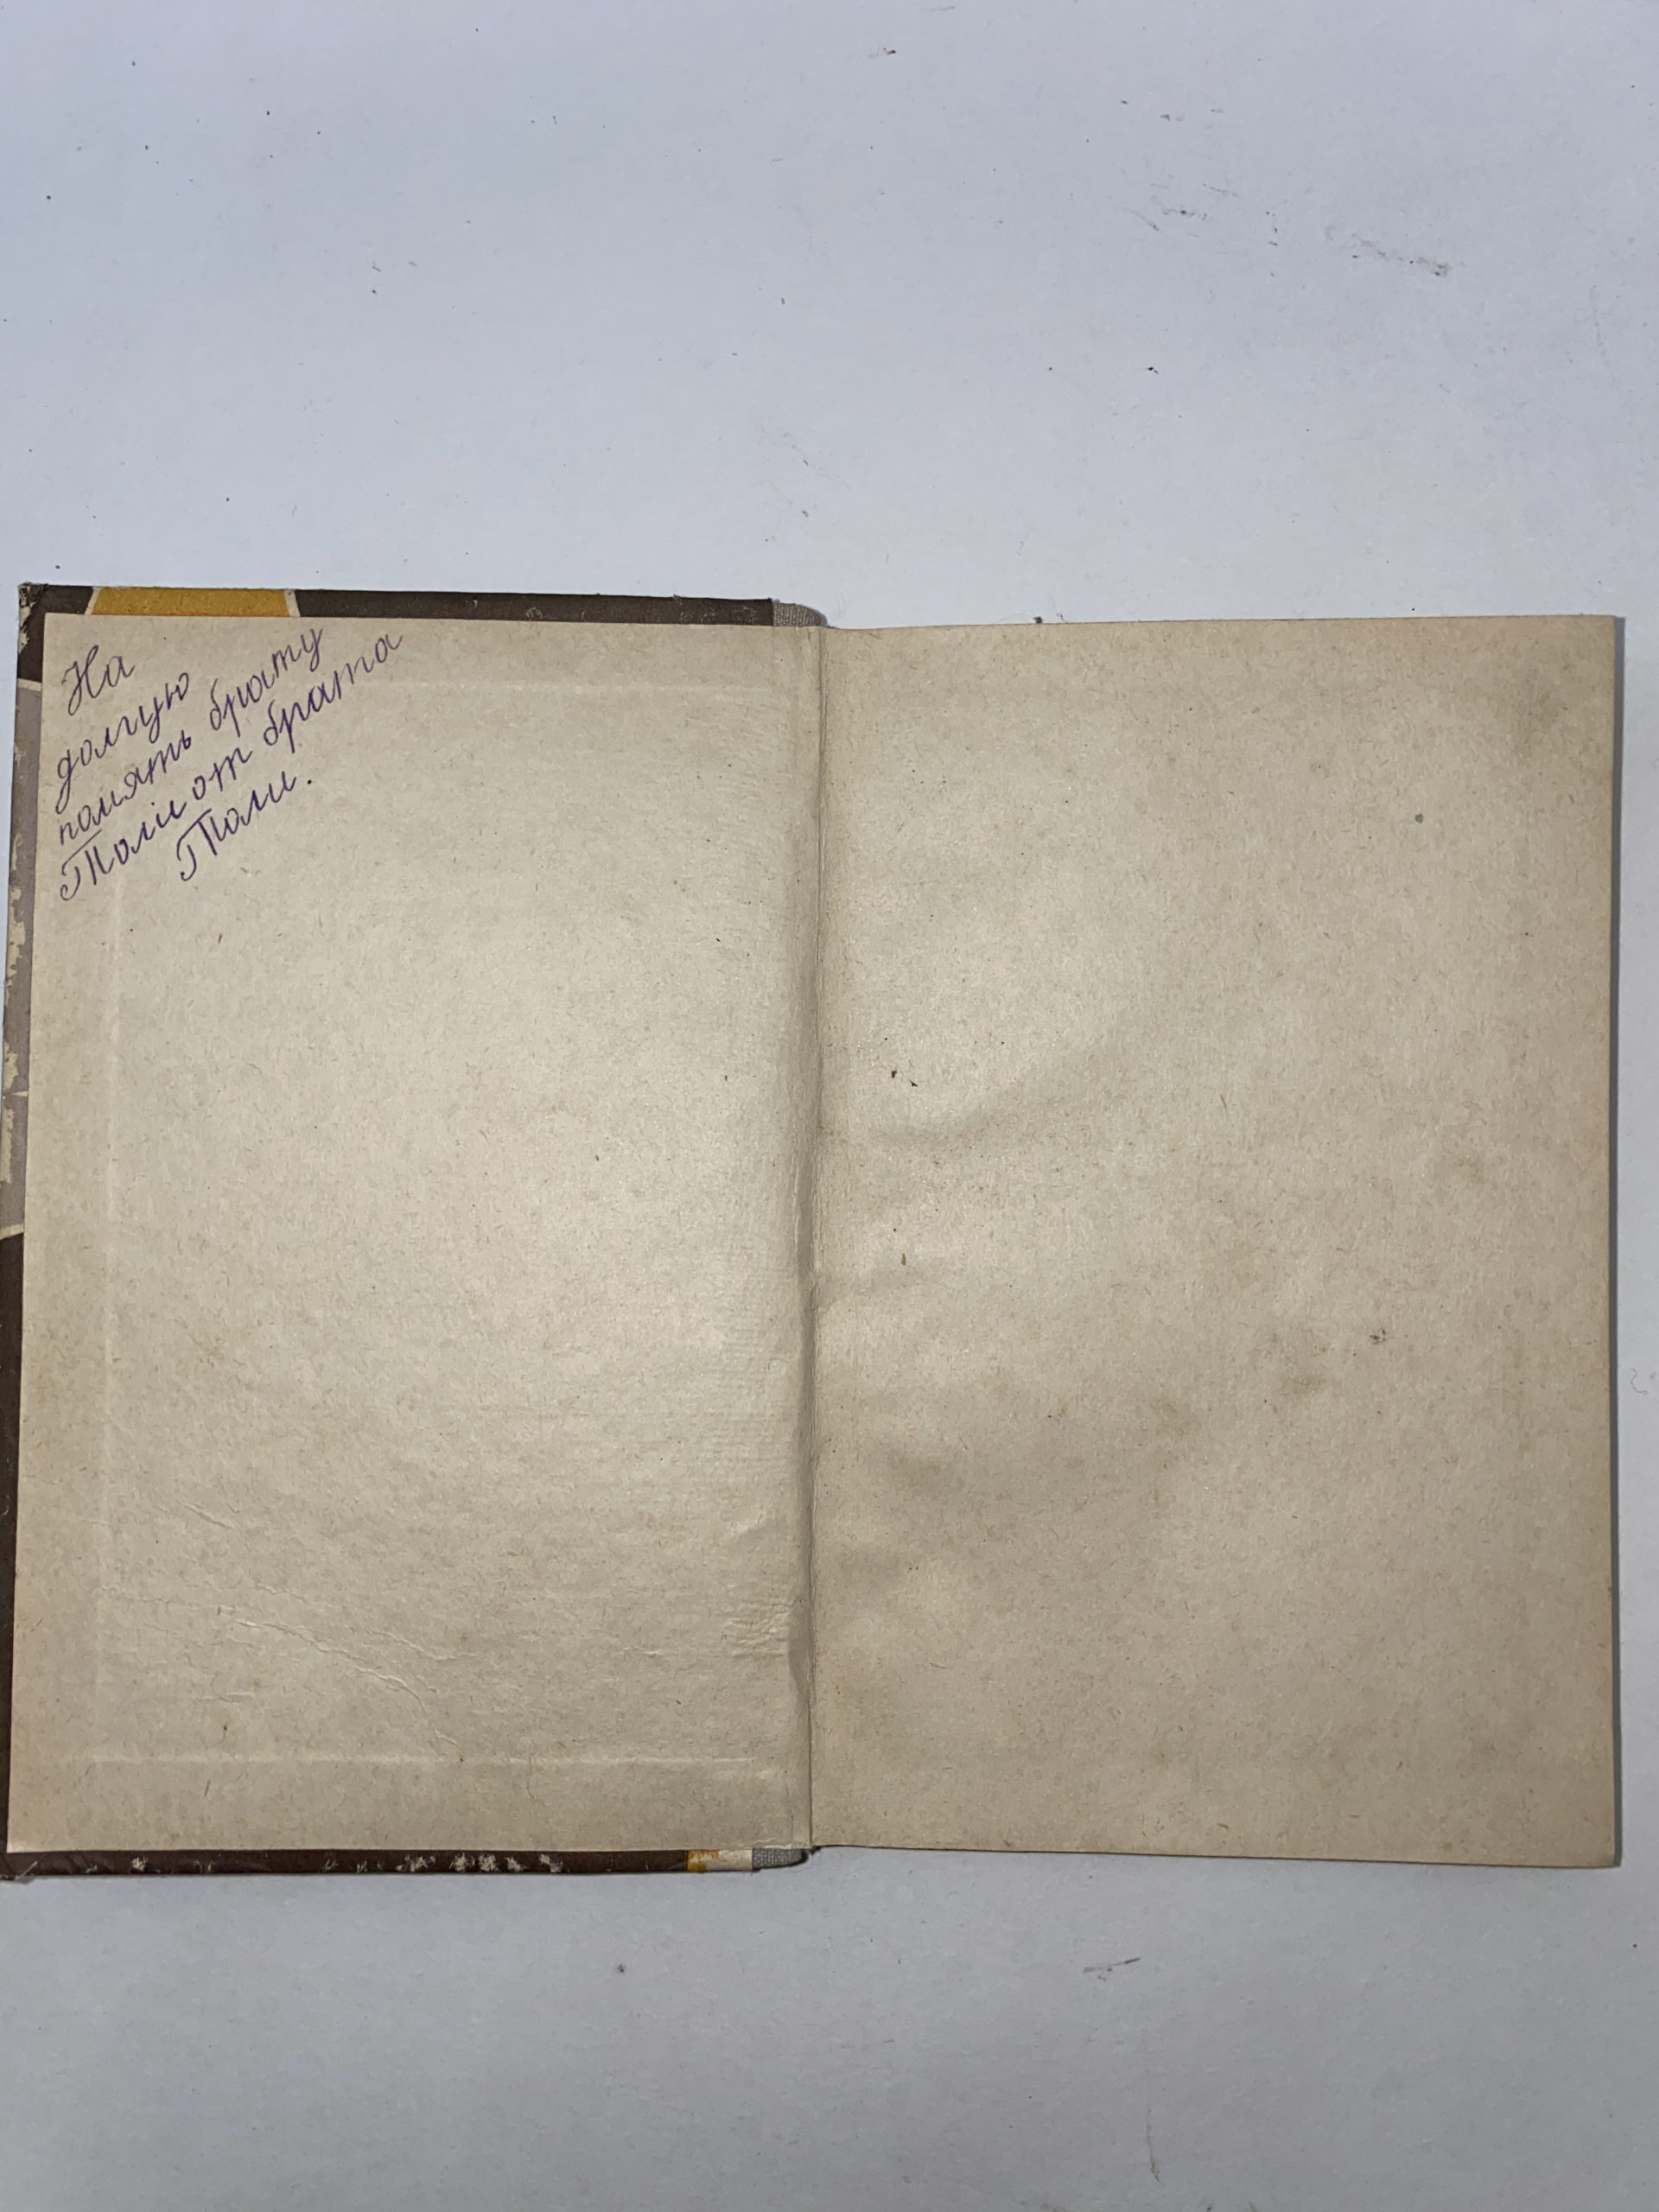 На
долгую
память брату
Толи от брата
Толи.